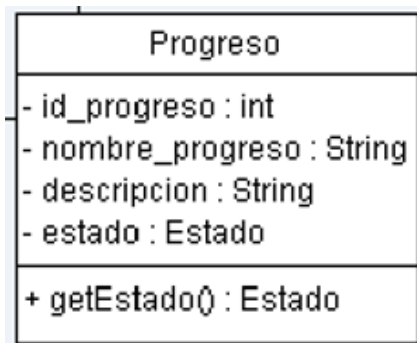 Progreso
- id_progreso : int
- nombre_progreso : String
- descripcion : String
- estado : Estado
+ getEstado() : Estado